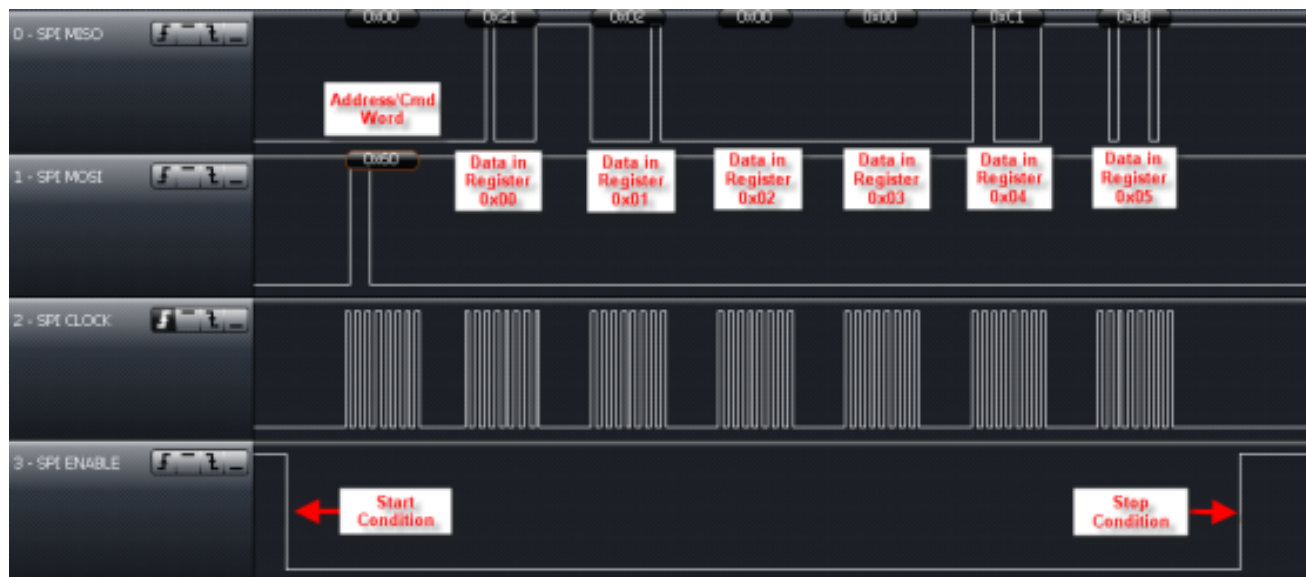 0x00 0x21 0x02 0x00 0x00 0xC1 0xBB
0 - SPI MISO
Address/Cmd
Word
0x60
1 - SPI MOSI
Data in
Register
0x00
Data in
Register
0x01
Data in
Register
0x02
Data in
Register
0x03
Data in
Register
0x04
Data in
Register
0x05
2 - SPI CLOCK
3 - SPI ENABLE
Start
Condition
Stop
Condition